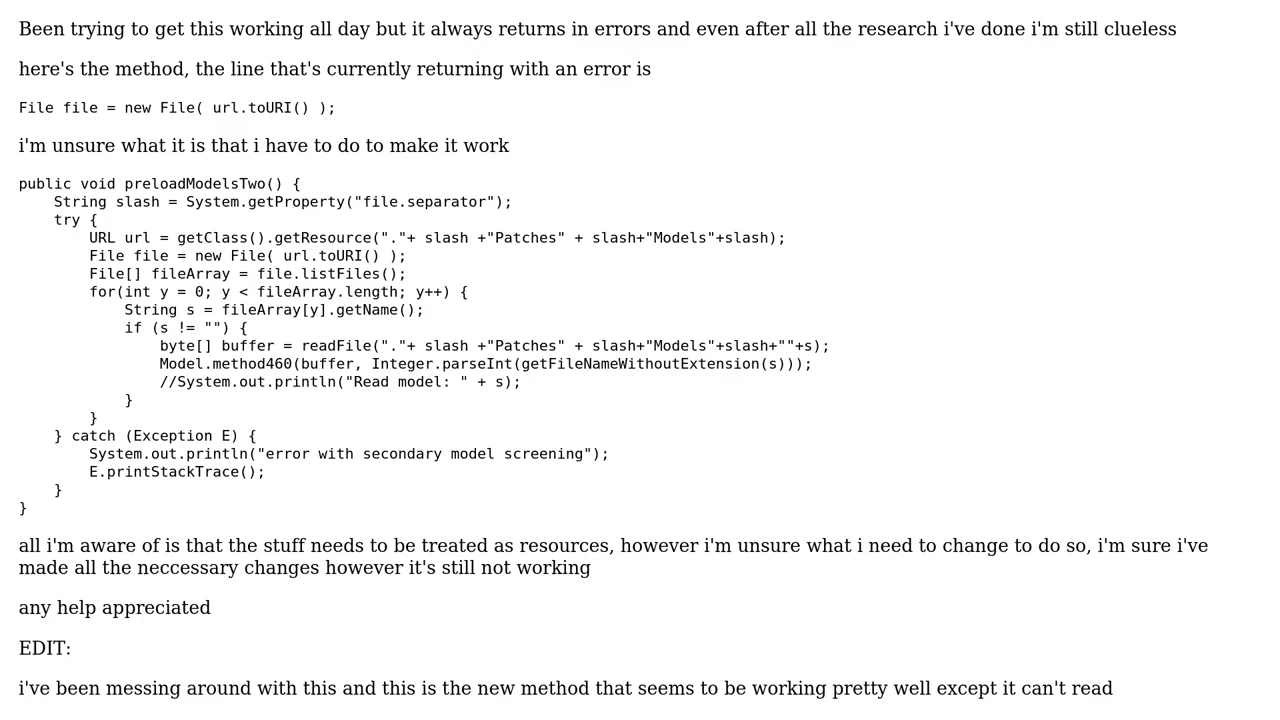 Been trying to get this working all day but it always returns in errors and even after all the research i've done i'm still clueless
here's the method, the line that's currently returning with an error is
File file = new File( url.toURI() );
i'm unsure what it is that i have to do to make it work
public void preloadModelsTwo() {
    String slash = System.getProperty("file.separator");
    try {
        URL url = getClass().getResource("."+ slash +"Patches" + slash+"Models"+slash);
        File file = new File( url.toURI() );
        File[] fileArray = file.listFiles();
        for(int y = 0; y < fileArray.length; y++) {
            String s = fileArray[y].getName();
            if (s != "") {
                byte[] buffer = readFile("."+ slash +"Patches" + slash+"Models"+slash+""+s);
                Model.method460(buffer, Integer.parseInt(getFileNameWithoutExtension(s)));
                //System.out.println("Read model: " + s);
            }
        }
    } catch (Exception E) {
        System.out.println("error with secondary model screening");
        E.printStackTrace();
    }
}
all i'm aware of is that the stuff needs to be treated as resources, however i'm unsure what i need to change to do so, i'm sure i've
made all the neccessary changes however it's still not working
any help appreciated
EDIT:
i've been messing around with this and this is the new method that seems to be working pretty well except it can't read